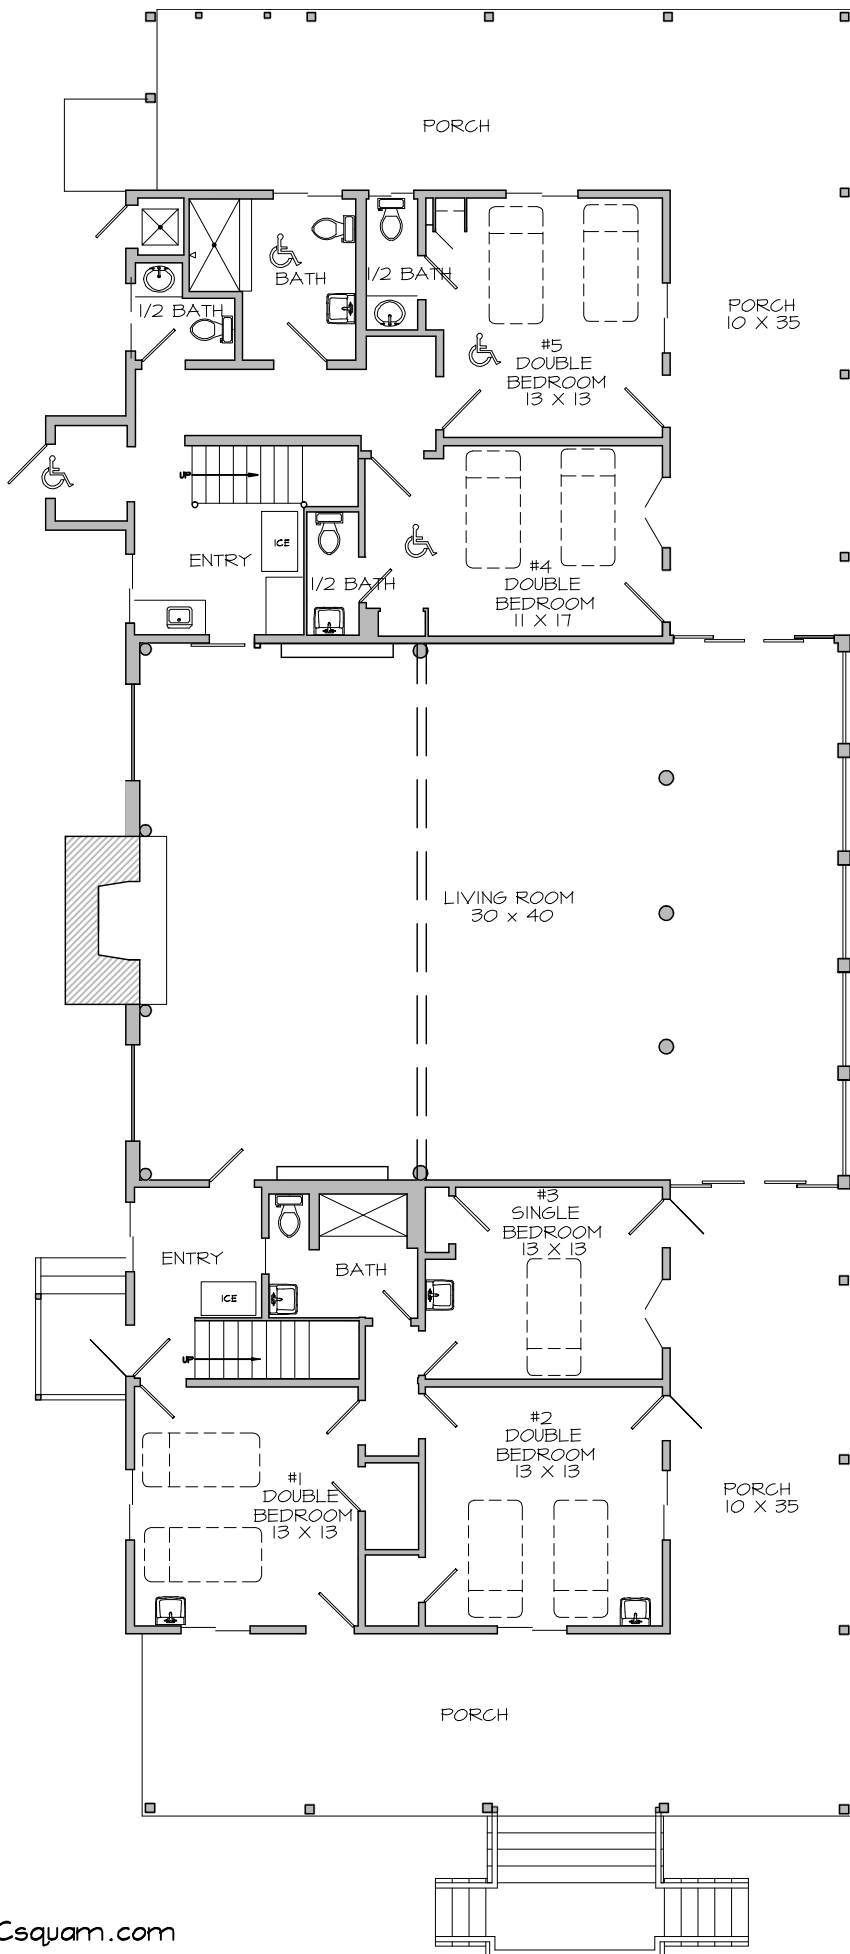 PORCH
BATH
1/2 BATH
1/2 BATH
PORCH
10 X 35
#5
DOUBLE
BEDROOM
13 X 13
UP
ICE
ENTRY
1/2 BATH
#4
DOUBLE
BEDROOM
11 X 17
LIVING ROOM
30 x 40
#3
SINGLE
BEDROOM
13 X 13
ENTRY
BATH
ICE
UP
#2
DOUBLE
BEDROOM
13 X 13
#1
DOUBLE
BEDROOM
13 X 13
PORCH
10 X 35
PORCH
Csquam.com